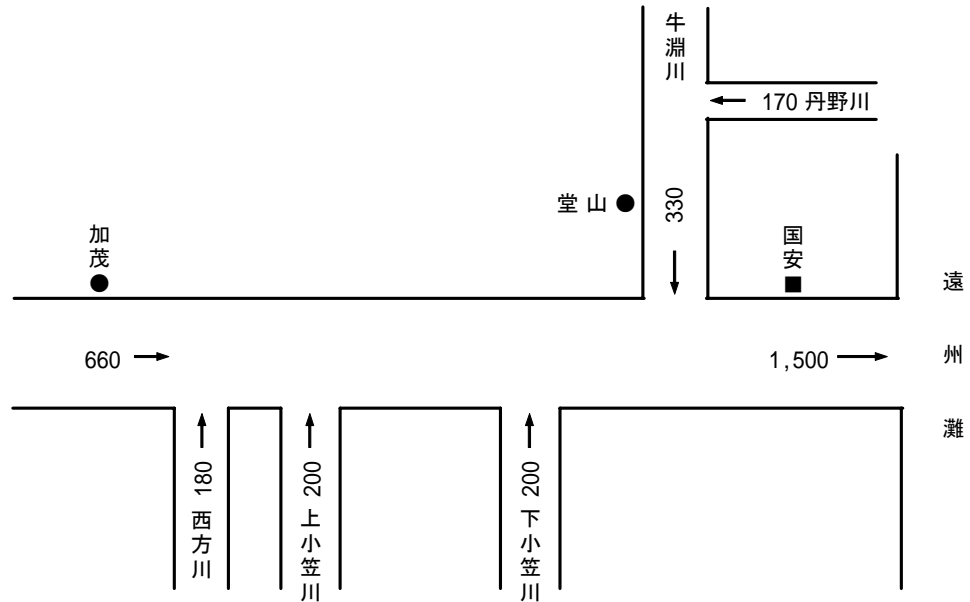 牛淵川
170 丹野川
堂山
330
加茂
国安
遠州灘
660
1,500
180 西方川
200 上小笠川
200 下小笠川